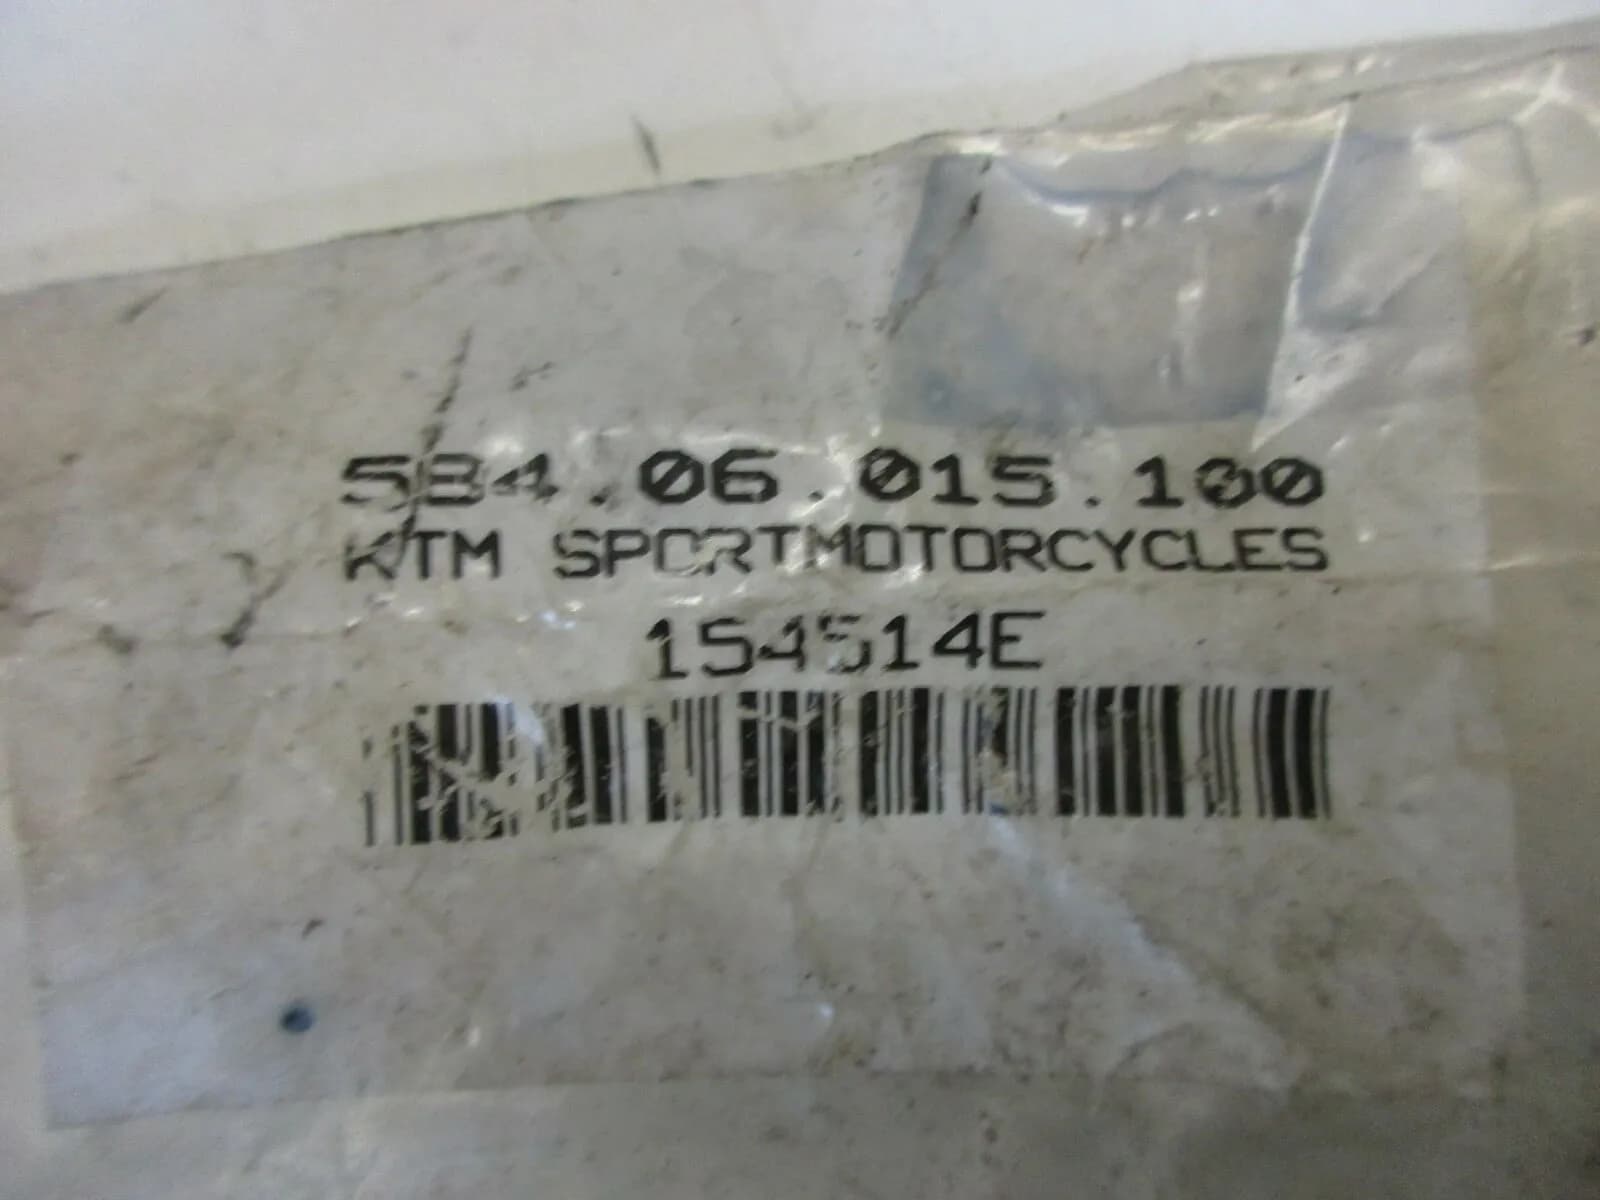 584.06.015.100
KTM SPORTMOTORCYCLES
154514E